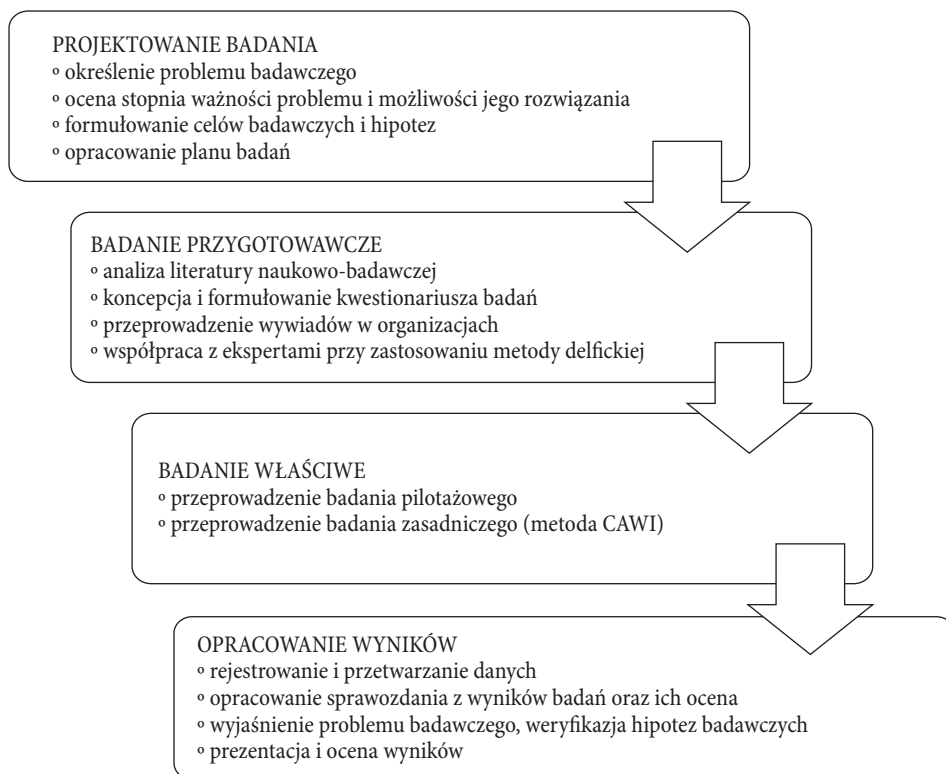 PROJEKTOWANIE BADANIA
º określenie problemu badawczego
º ocena stopnia ważności problemu i możliwości jego rozwiązania
º formułowanie celów badawczych i hipotez
º opracowanie planu badań
BADANIE PRZYGOTOWAWCZE
º analiza literatury naukowo-badawczej
º koncepcja i formułowanie kwestionariusza badań
º przeprowadzenie wywiadów w organizacjach
º współpraca z ekspertami przy zastosowaniu metody delfickiej
BADANIE WŁAŚCIWE
º przeprowadzenie badania pilotażowego
º przeprowadzenie badania zasadniczego (metoda CAWI)
OPRACOWANIE WYNIKÓW
º rejestrowanie i przetwarzanie danych
º opracowanie sprawozdania z wyników badań oraz ich ocena
º wyjaśnienie problemu badawczego, weryfikazja hipotez badawczych
º prezentacja i ocena wyników